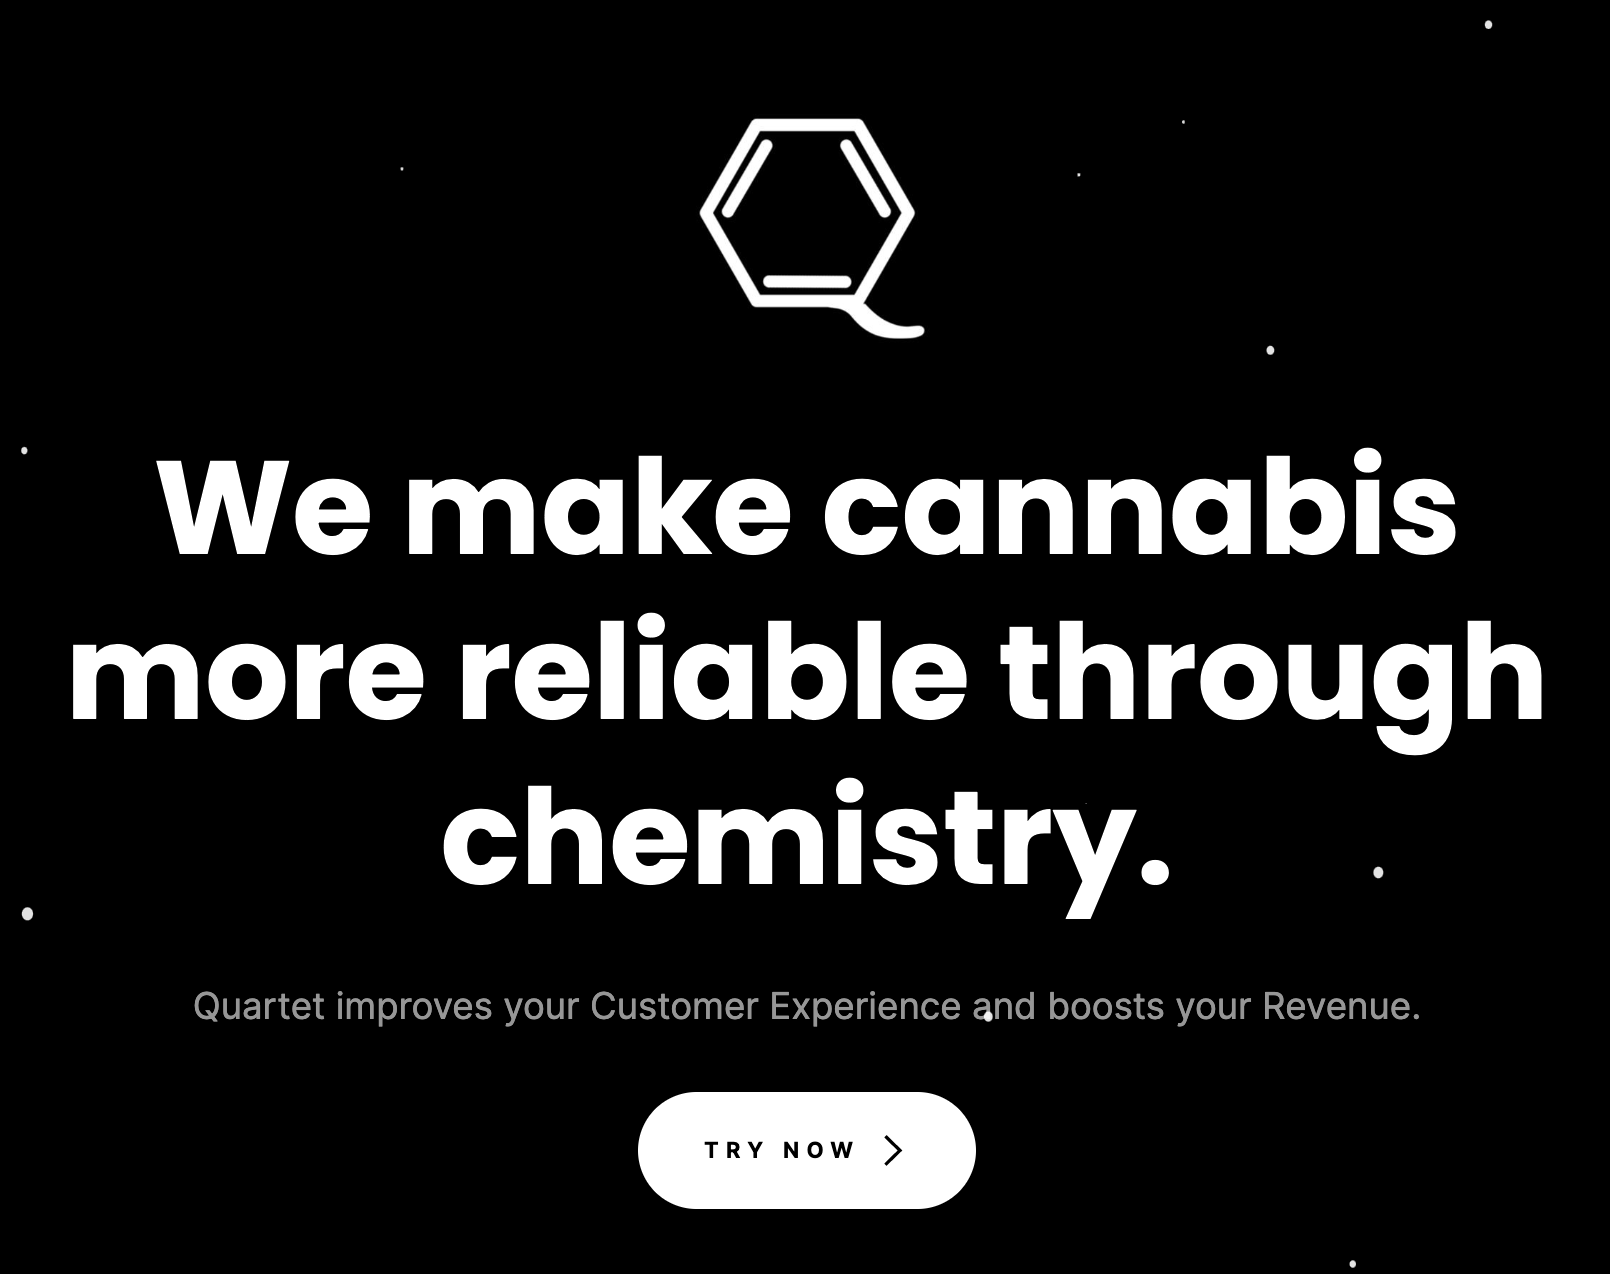 We make cannabis
more reliable through
chemistry.
Quartet improves your Customer Experience and boosts your Revenue.
TRY NOW